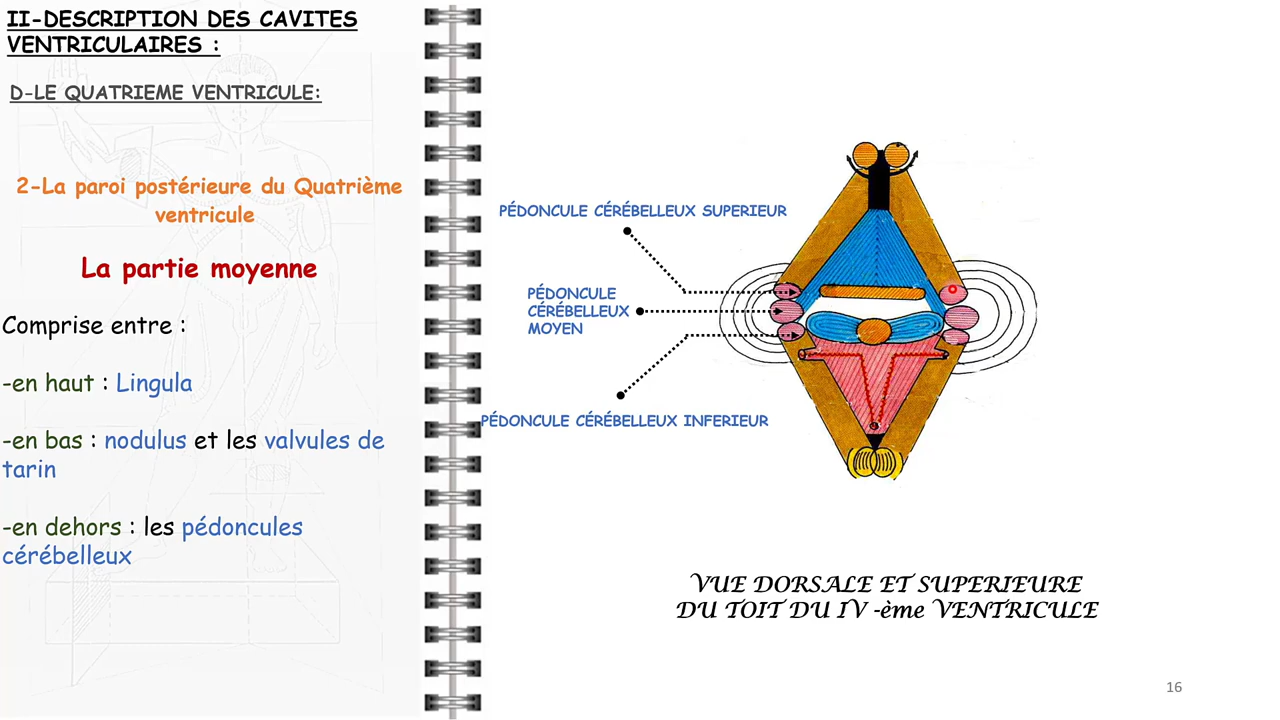 II-DESCRIPTION DES CAVITES
VENTRICULAIRES :
D-LE QUATRIEME VENTRICULE:
2-La paroi postérieure du Quatrième
ventricule
La partie moyenne
Comprise entre :
-en haut : Lingula
-en bas : nodulus et les valvules de
tarin
-en dehors : les pédoncules
cérébelleux
PÉDONCULE CÉRÉBELLEUX SUPERIEUR
PÉDONCULE
CÉRÉBELLEUX
MOYEN
PÉDONCULE CÉRÉBELLEUX INFERIEUR
VUE DORSALE ET SUPERIEURE
DU TOIT DU IV -ème VENTRICULE
16